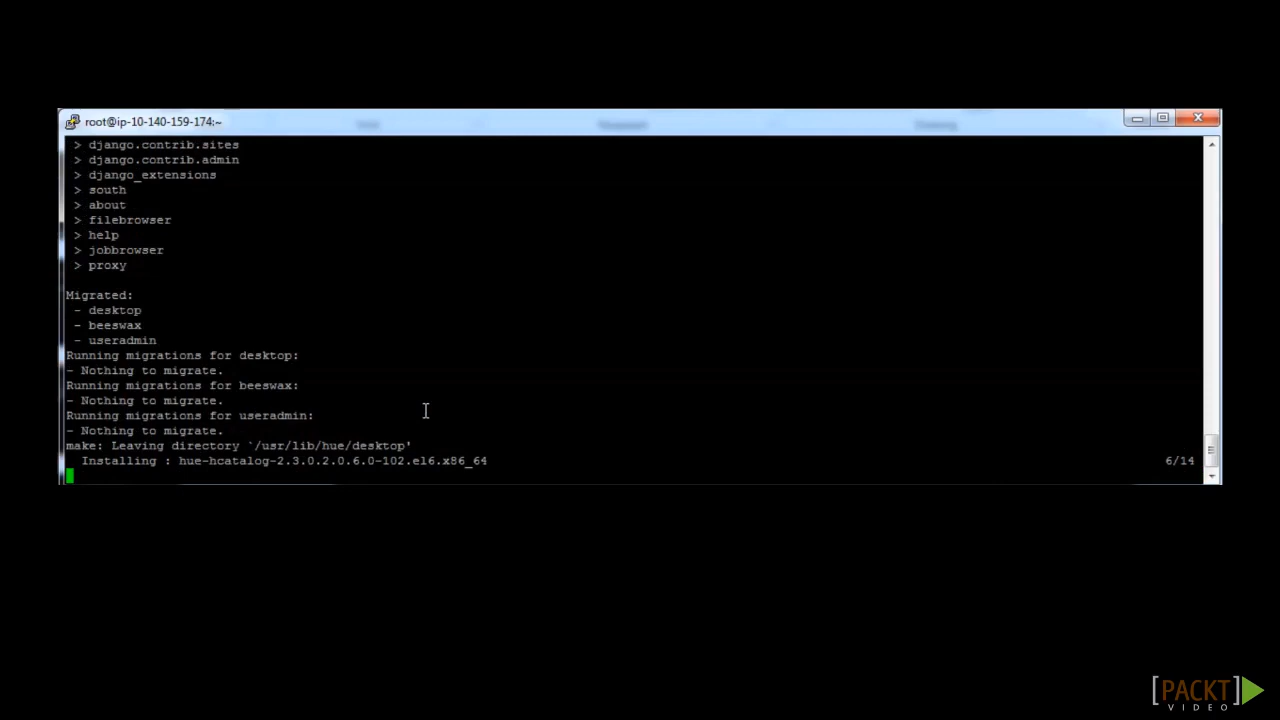 root@ip-10-140-159-174:~
> django.contrib.sites
> django.contrib.admin
> django_extensions
> south
> about
> filebrowser
> help
> jobbrowser
> proxy
Migrated:
- desktop
- beeswax
- useradmin
Running migrations for desktop:
- Nothing to migrate.
Running migrations for beeswax:
- Nothing to migrate.
Running migrations for useradmin:
- Nothing to migrate.
make: Leaving directory `/usr/lib/hue/desktop'
Installing : hue-hcatalog-2.3.0.2.0.6.0-102.el6.x86_64 6/14
[PACKT]
VIDEO